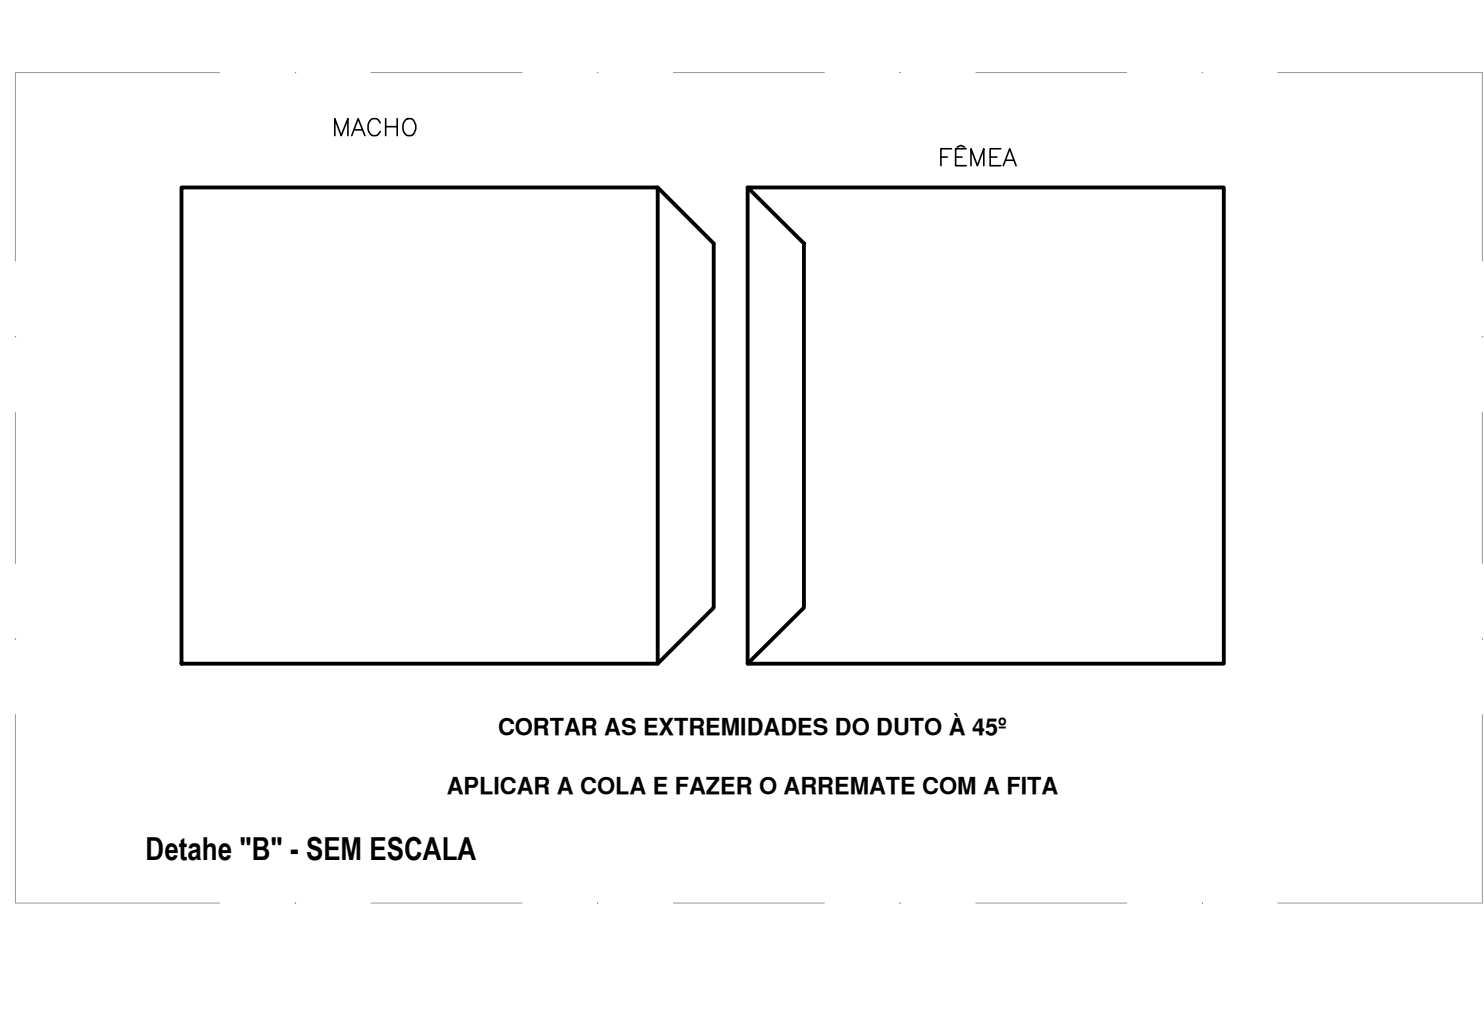 MACHO
FÊMEA
CORTAR AS EXTREMIDADES DO DUTO À 45º
APLICAR A COLA E FAZER O ARREMATE COM A FITA
Detahe "B" - SEM ESCALA